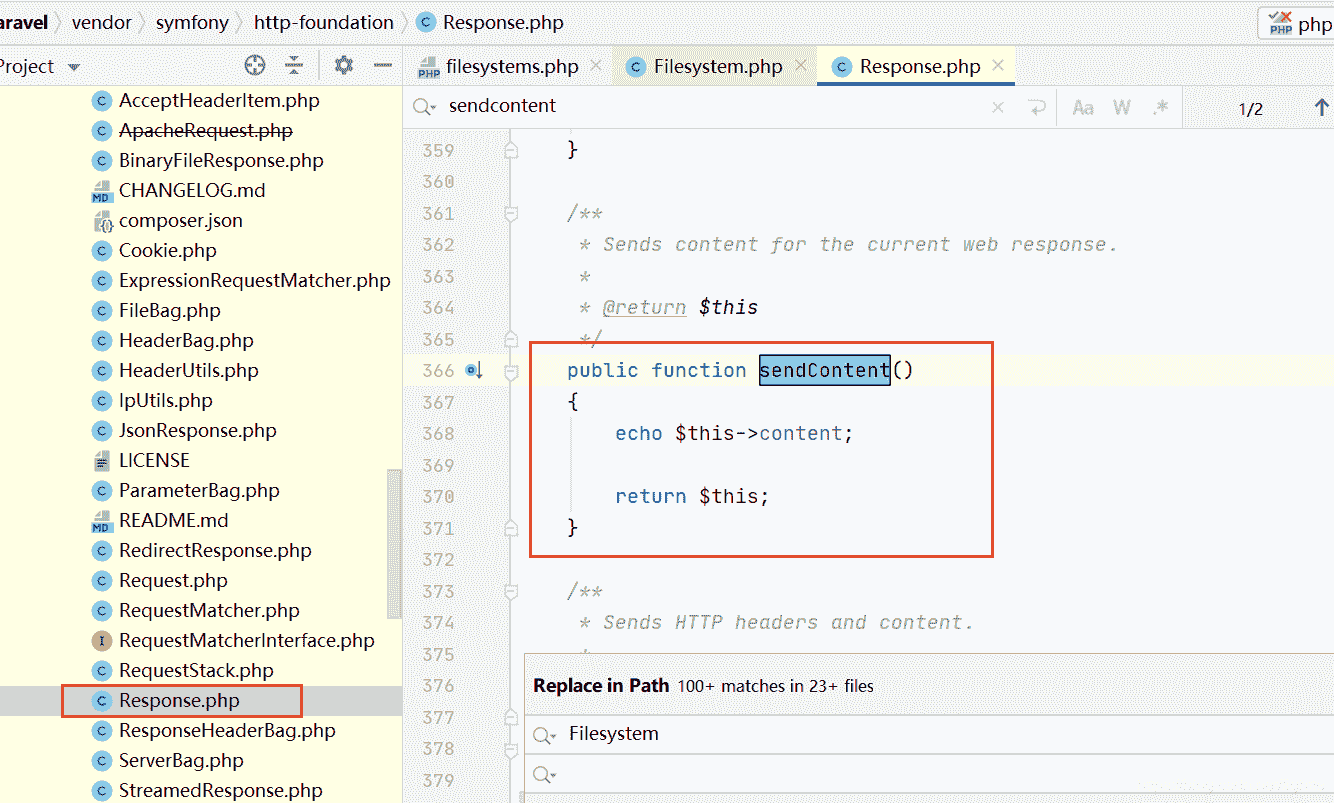 aravel vendor symfony http-foundation C Response.php php
Project
filesystems.php C Filesystem.php C Response.php
sendcontent Aa W .* 1/2
C AcceptHeaderItem.php
C ApacheRequest.php
C BinaryFileResponse.php
MD CHANGELOG.md
composer.json
C Cookie.php
C ExpressionRequestMatcher.php
C FileBag.php
C HeaderBag.php
C HeaderUtils.php
C IpUtils.php
C JsonResponse.php
LICENSE
C ParameterBag.php
MD README.md
C RedirectResponse.php
C Request.php
C RequestMatcher.php
I RequestMatcherInterface.php
C RequestStack.php
C Response.php
C ResponseHeaderBag.php
C ServerBag.php
C StreamedResponse.php
359 }
360
361 /**
362 * Sends content for the current web response.
363 *
364 * @return $this
365 */
366 public function sendContent()
367 {
368 echo $this->content;
369
370 return $this;
371 }
372
373 /**
374 * Sends HTTP headers and content.
375 *
376
377
378
379
Replace in Path 100+ matches in 23+ files
Filesystem